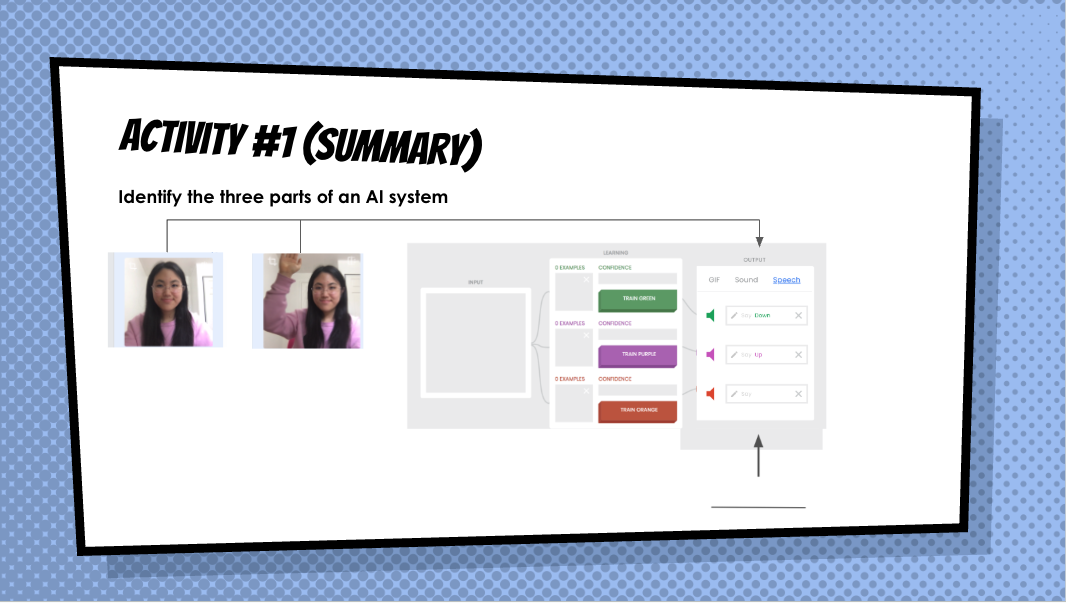 ACTIVITY #1 (SUMMARY)
Identify the three parts of an AI system
LEARNING
OUTPUT
INPUT
0 EXAMPLES CONFIDENCE
TRAIN GREEN
0 EXAMPLES CONFIDENCE
TRAIN PURPLE
0 EXAMPLES CONFIDENCE
TRAIN ORANGE
GIF Sound Speech
Say Down
Say Up
Say